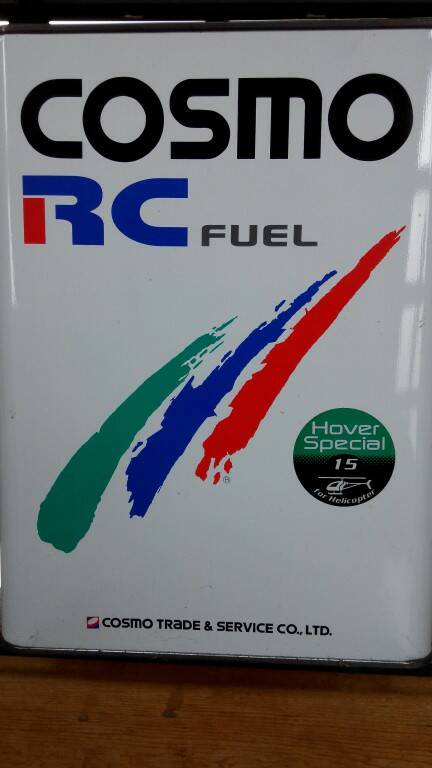 COSMO
RC FUEL
Hover
Special
15
for Helicopter
®
COSMO TRADE & SERVICE CO., LTD.